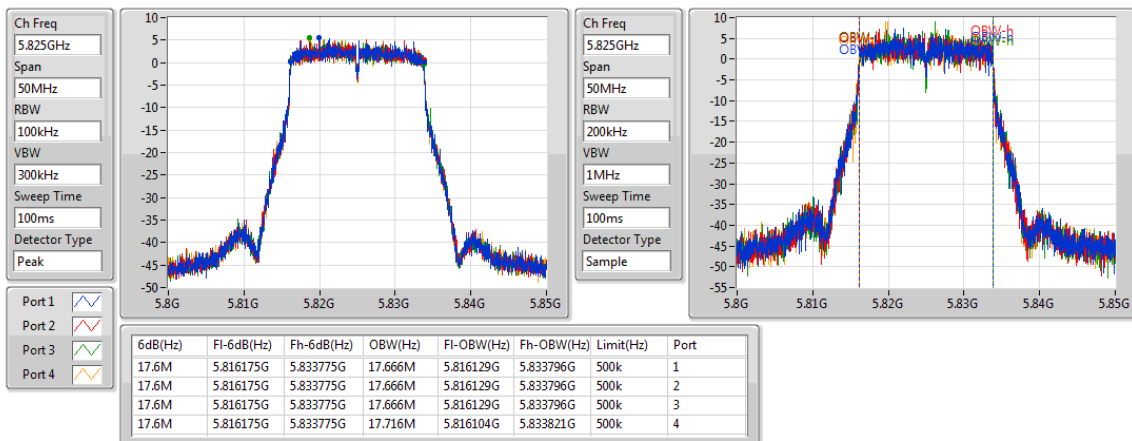 Ch Freq
5.825GHz
Span
50MHz
RBW
100kHz
VBW
300kHz
Sweep Time
100ms
Detector Type
Peak
10
5
0
-5
-10
-15
-20
-25
-30
-35
-40
-45
-50
5.8G 5.81G 5.82G 5.83G 5.84G 5.85G
Ch Freq
5.825GHz
Span
50MHz
RBW
200kHz
VBW
1MHz
Sweep Time
100ms
Detector Type
Sample
10
5
0
-5
-10
-15
-20
-25
-30
-35
-40
-45
-50
-55
OBW-h
5.8G 5.81G 5.82G 5.83G 5.84G 5.85G
Port 1
Port 2
Port 3
Port 4
6dB(Hz) Fl-6dB(Hz) Fh-6dB(Hz) OBW(Hz) Fl-OBW(Hz) Fh-OBW(Hz) Limit(Hz) Port
17.6M 5.816175G 5.833775G 17.666M 5.816129G 5.833796G 500k 1
17.6M 5.816175G 5.833775G 17.666M 5.816129G 5.833796G 500k 2
17.6M 5.816175G 5.833775G 17.666M 5.816129G 5.833796G 500k 3
17.6M 5.816175G 5.833775G 17.716M 5.816104G 5.833821G 500k 4